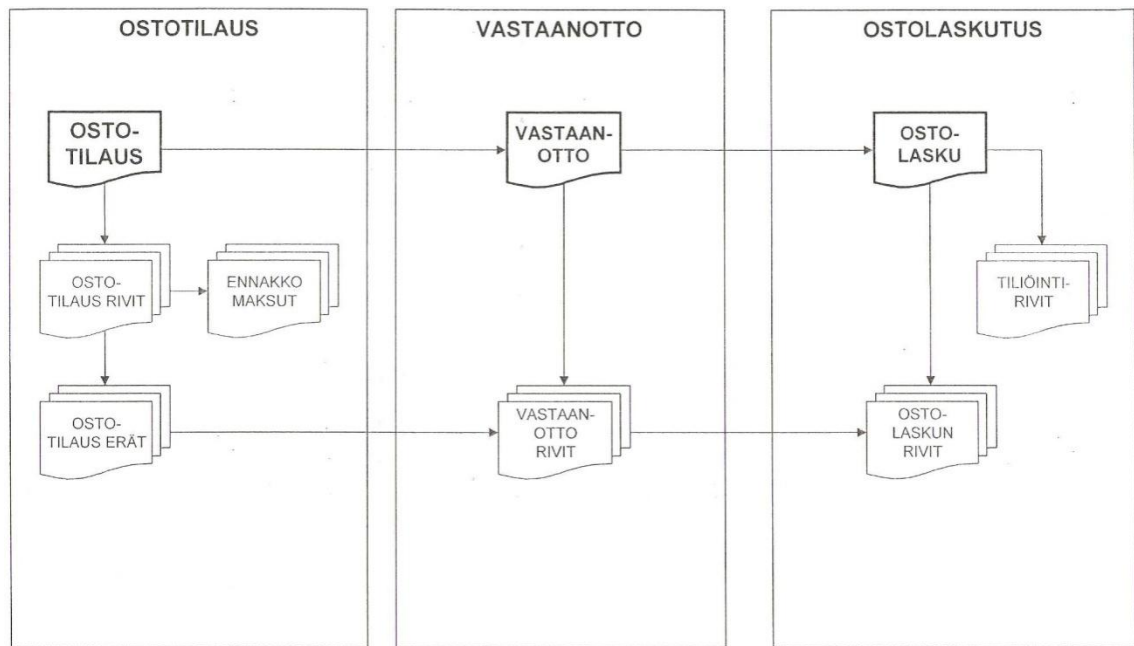 OSTOTILAUS
VASTAANOTTO
OSTOLASKUTUS
OSTO-
TILAUS
VASTAAN-
OTTO
OSTO-
LASKU
OSTO-
TILAUS RIVIT
ENNAKKO
MAKSUT
TILIÖINTI-
RIVIT
OSTO-
TILAUS ERÄT
VASTAAN-
OTTO
RIVIT
OSTO-
LASKUN
RIVIT